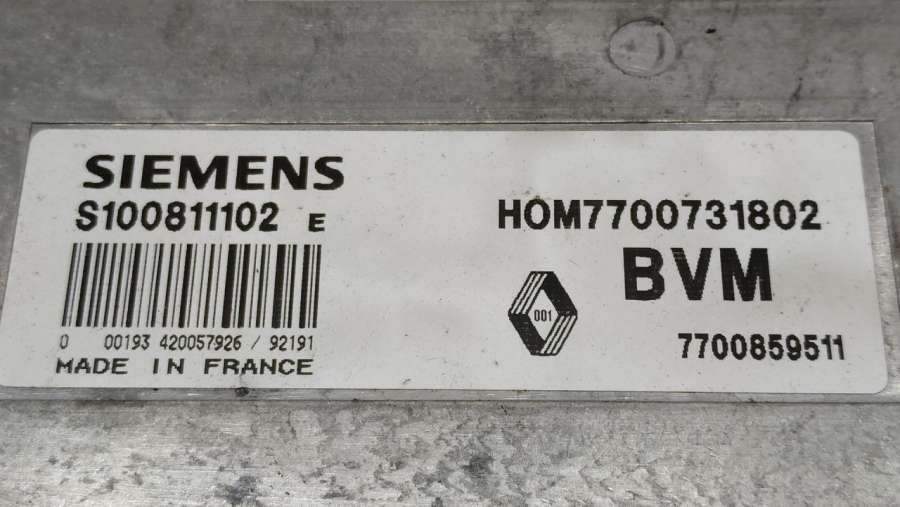 SIEMENS
S100811102 E
0 00193 420057926 / 92191
MADE IN FRANCE
HOM7700731802
BVM
001
7700859511